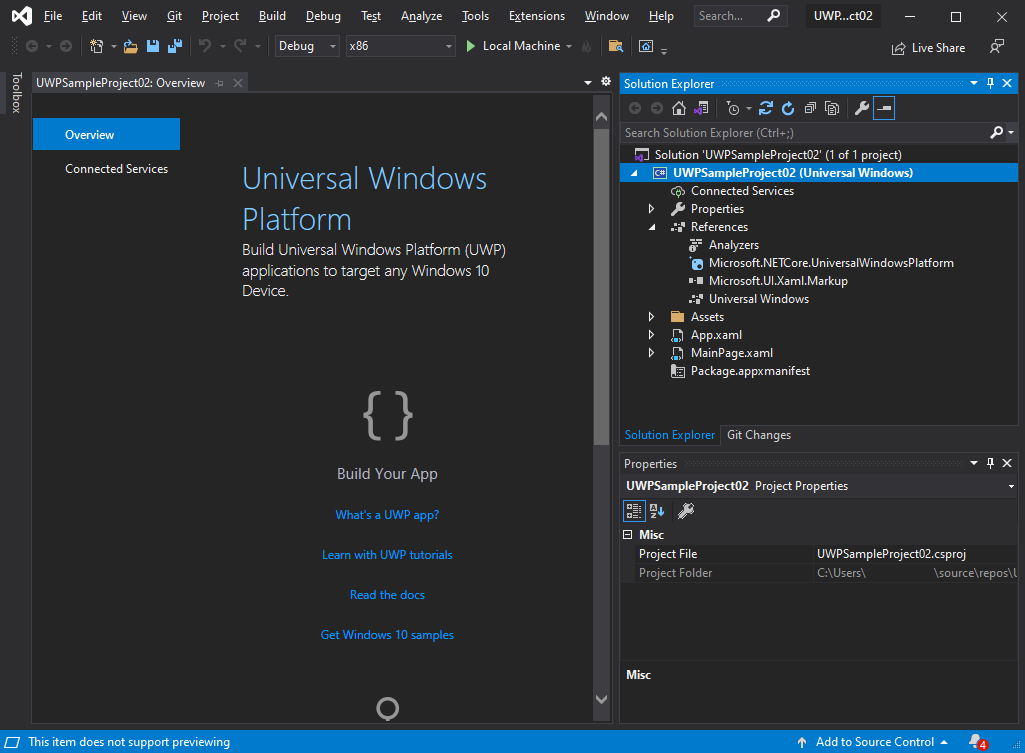 File Edit View Git Project Build Debug Test Analyze Tools Extensions Window Help Search... UWP...ct02
Debug x86 Local Machine Live Share
Toolbox
UWPSampleProject02: Overview
Overview
Connected Services
Universal Windows
Platform
Build Universal Windows Platform (UWP)
applications to target any Windows 10
Device.
{ }
Build Your App
What's a UWP app?
Learn with UWP tutorials
Read the docs
Get Windows 10 samples
Solution Explorer
Search Solution Explorer (Ctrl+;)
Solution 'UWPSampleProject02' (1 of 1 project)
C# UWPSampleProject02 (Universal Windows)
Connected Services
Properties
References
Analyzers
Microsoft.NETCore.UniversalWindowsPlatform
Microsoft.UI.Xaml.Markup
Universal Windows
Assets
App.xaml
MainPage.xaml
Package.appxmanifest
Solution Explorer Git Changes
Properties
UWPSampleProject02 Project Properties
Misc
Project File UWPSampleProject02.csproj
Project Folder C:\Users\ \source\repos\U
Misc
This item does not support previewing Add to Source Control 4